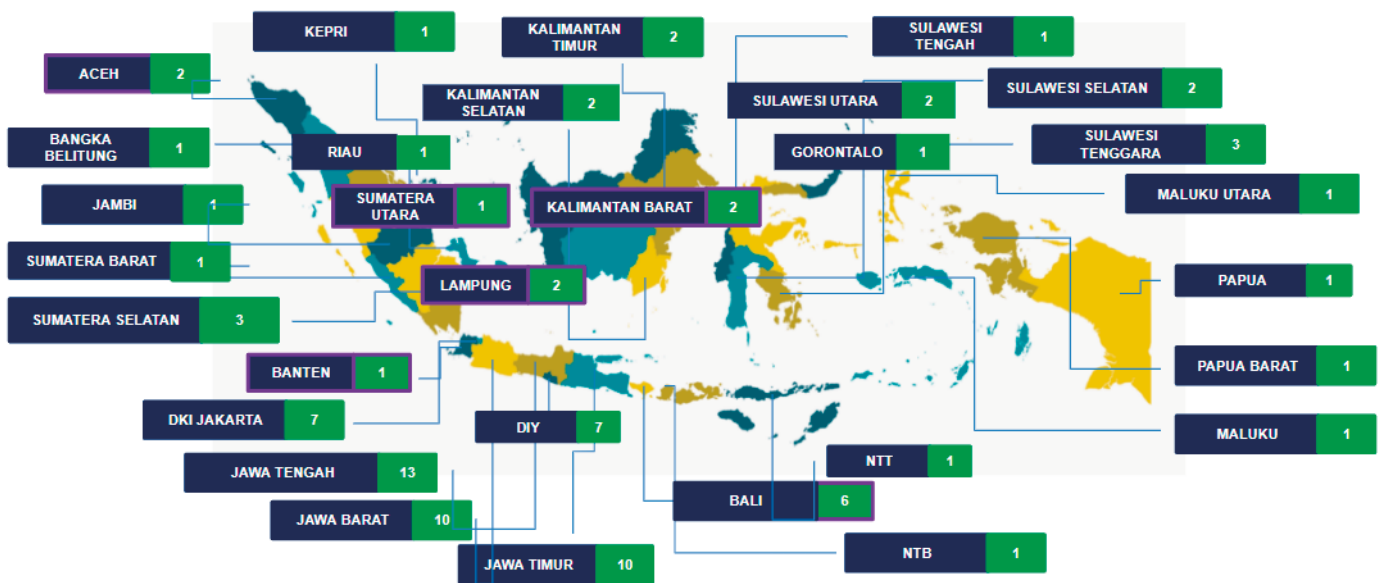 KEPRI 1
KALIMANTAN
TIMUR 2
SULAWESI
TENGAH 1
ACEH 2
KALIMANTAN
SELATAN 2
SULAWESI UTARA 2
SULAWESI SELATAN 2
BANGKA
BELITUNG 1
RIAU 1
GORONTALO 1
SULAWESI
TENGGARA 3
JAMBI 1
SUMATERA
UTARA 1
KALIMANTAN BARAT 2
MALUKU UTARA 1
SUMATERA BARAT 1
LAMPUNG 2
PAPUA 1
SUMATERA SELATAN 3
BANTEN 1
PAPUA BARAT 1
DKI JAKARTA 7
DIY 7
MALUKU 1
JAWA TENGAH 13
NTT 1
BALI 6
JAWA BARAT 10
JAWA TIMUR 10
NTB 1